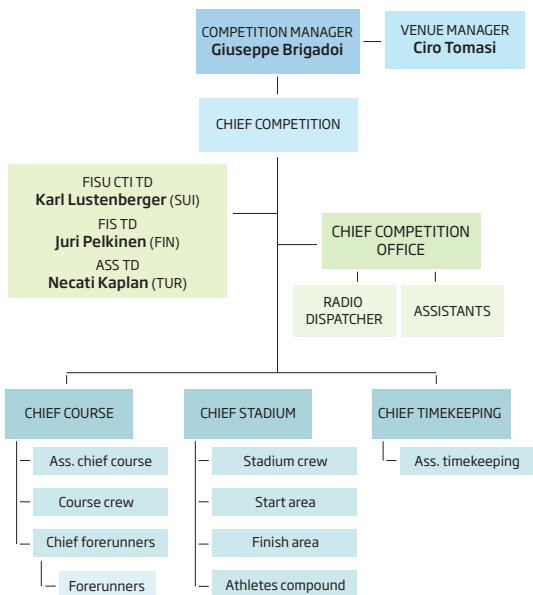 COMPETITION MANAGER
Giuseppe Brigadoi
VENUE MANAGER
Ciro Tomasi
CHIEF COMPETITION
FISU CTI TD
Karl Lustenberger (SUI)
FIS TD
Juri Pelkinen (FIN)
ASS TD
Necati Kaplan (TUR)
CHIEF COMPETITION
OFFICE
RADIO
DISPATCHER
ASSISTANTS
CHIEF COURSE
Ass. chief course
Course crew
Chief forerunners
Forerunners
CHIEF STADIUM
Stadium crew
Start area
Finish area
Athletes compound
CHIEF TIMEKEEPING
Ass. timekeeping